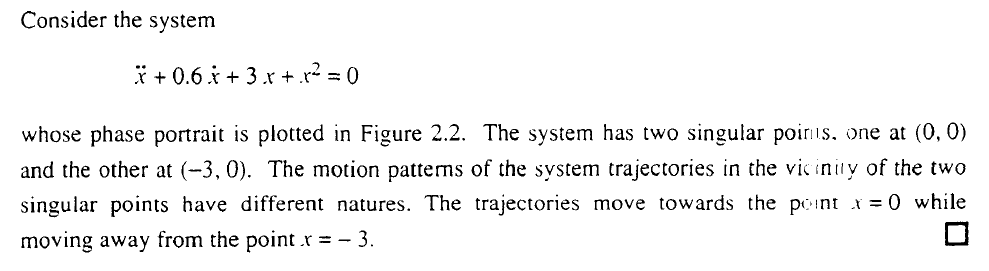 Consider the system
ẍ + 0.6 ẋ + 3 x + x² = 0
whose phase portrait is plotted in Figure 2.2. The system has two singular points, one at (0, 0)
and the other at (−3, 0). The motion patterns of the system trajectories in the vicinity of the two
singular points have different natures. The trajectories move towards the point x = 0 while
moving away from the point x = − 3.